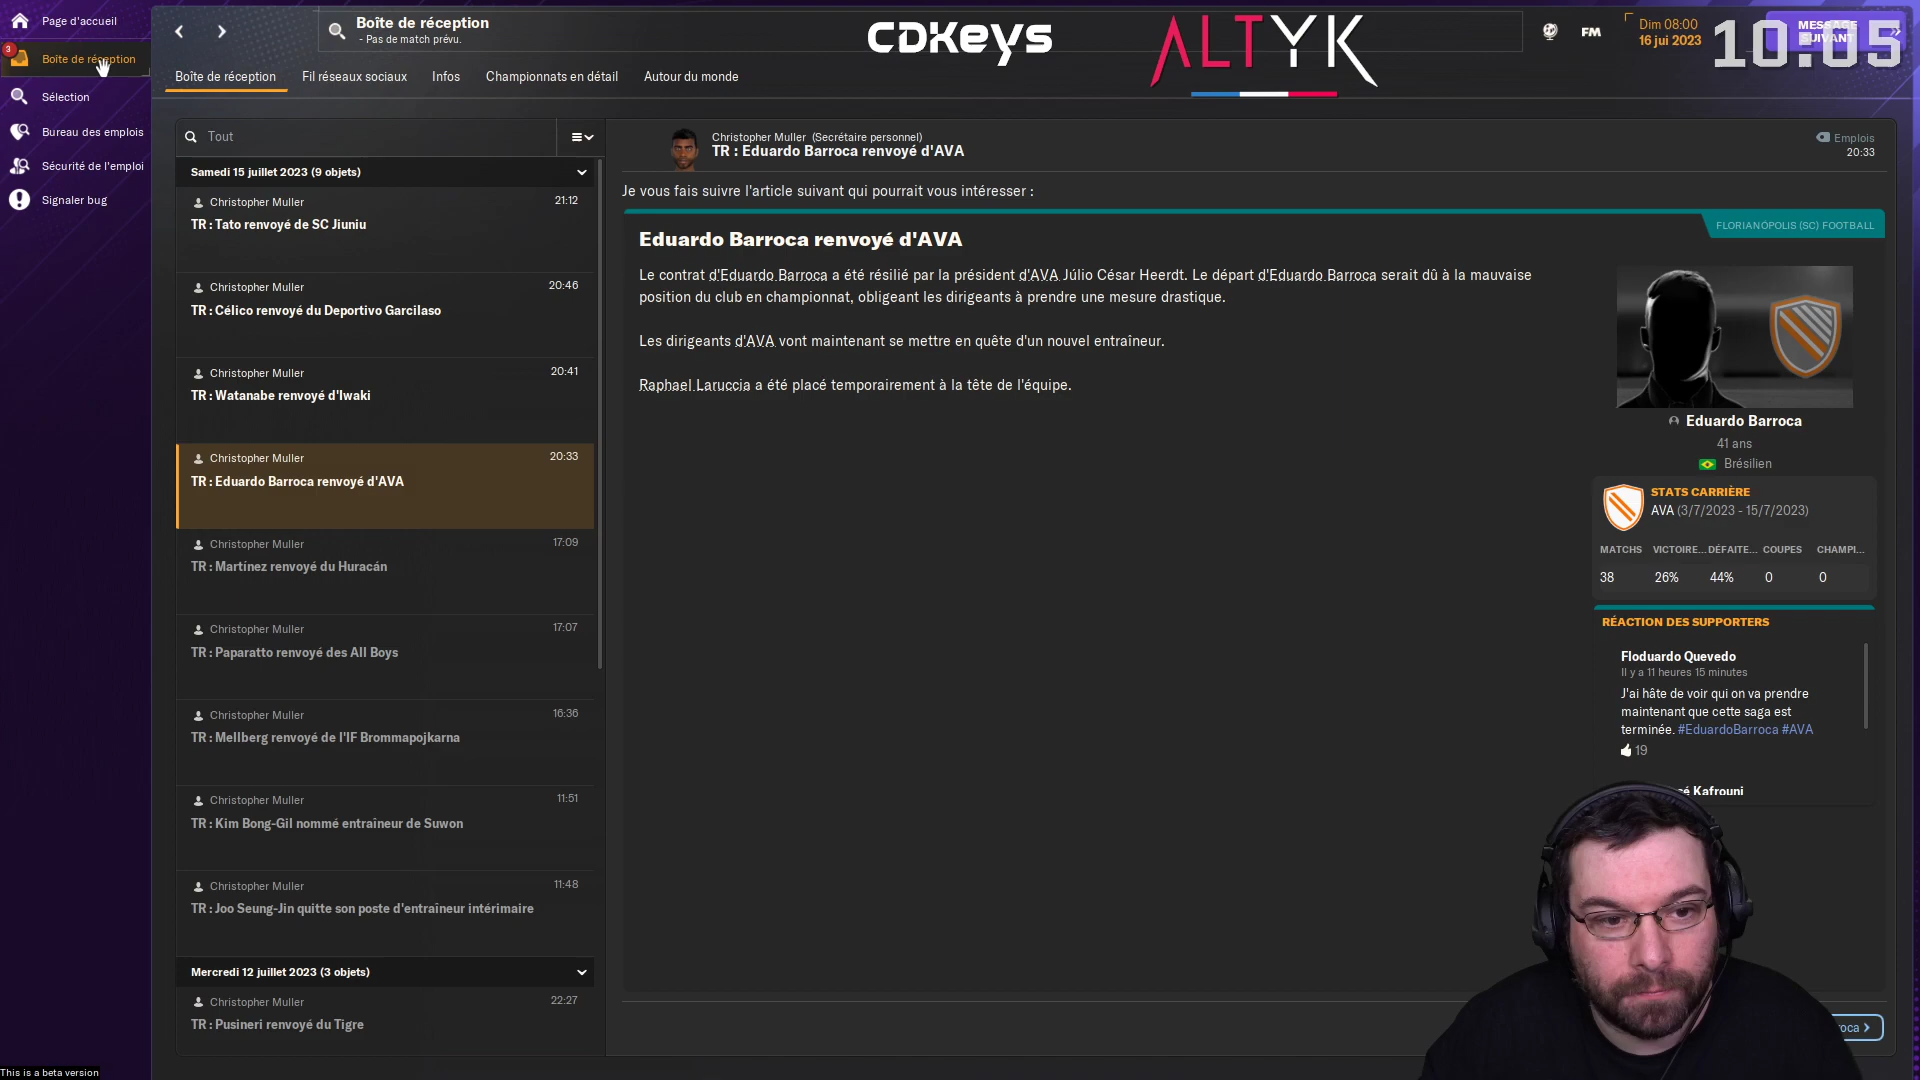 Page d'accueil
3
Boîte de réception
Sélection
Bureau des emplois
Sécurité de l'emploi
Signaler bug
Boîte de réception
- Pas de match prévu.
CDKeys
ALTYK
FM
Dim 08:00
16 jui 2023
MESSAGE
SUIVANT
10:05
Boîte de réception
Fil réseaux sociaux
Infos
Championnats en détail
Autour du monde
Tout
Samedi 15 juillet 2023 (9 objets)
Christopher Muller 21:12
TR : Tato renvoyé de SC Jiuniu
Christopher Muller 20:46
TR : Célico renvoyé du Deportivo Garcilaso
Christopher Muller 20:41
TR : Watanabe renvoyé d'Iwaki
Christopher Muller 20:33
TR : Eduardo Barroca renvoyé d'AVA
Christopher Muller 17:09
TR : Martínez renvoyé du Huracán
Christopher Muller 17:07
TR : Paparatto renvoyé des All Boys
Christopher Muller 16:36
TR : Mellberg renvoyé de l'IF Brommapojkarna
Christopher Muller 11:51
TR : Kim Bong-Gil nommé entraîneur de Suwon
Christopher Muller 11:48
TR : Joo Seung-Jin quitte son poste d'entraîneur intérimaire
Mercredi 12 juillet 2023 (3 objets)
Christopher Muller 22:27
TR : Pusineri renvoyé du Tigre
Christopher Muller (Secrétaire personnel)
TR : Eduardo Barroca renvoyé d'AVA
Emplois
20:33
Je vous fais suivre l'article suivant qui pourrait vous intéresser :
FLORIANÓPOLIS (SC) FOOTBALL
Eduardo Barroca renvoyé d'AVA
Le contrat d'Eduardo Barroca a été résilié par la président d'AVA Júlio César Heerdt. Le départ d'Eduardo Barroca serait dû à la mauvaise
position du club en championnat, obligeant les dirigeants à prendre une mesure drastique.
Les dirigeants d'AVA vont maintenant se mettre en quête d'un nouvel entraîneur.
Raphael Laruccia a été placé temporairement à la tête de l'équipe.
Eduardo Barroca
41 ans
Brésilien
STATS CARRIÈRE
AVA (3/7/2023 - 15/7/2023)
MATCHS VICTOIRE... DÉFAITE... COUPES CHAMPI...
38 26% 44% 0 0
RÉACTION DES SUPPORTERS
Floduardo Quevedo
Il y a 11 heures 15 minutes
J'ai hâte de voir qui on va prendre
maintenant que cette saga est
terminée. #EduardoBarroca #AVA
19
Kafrouni
This is a beta version